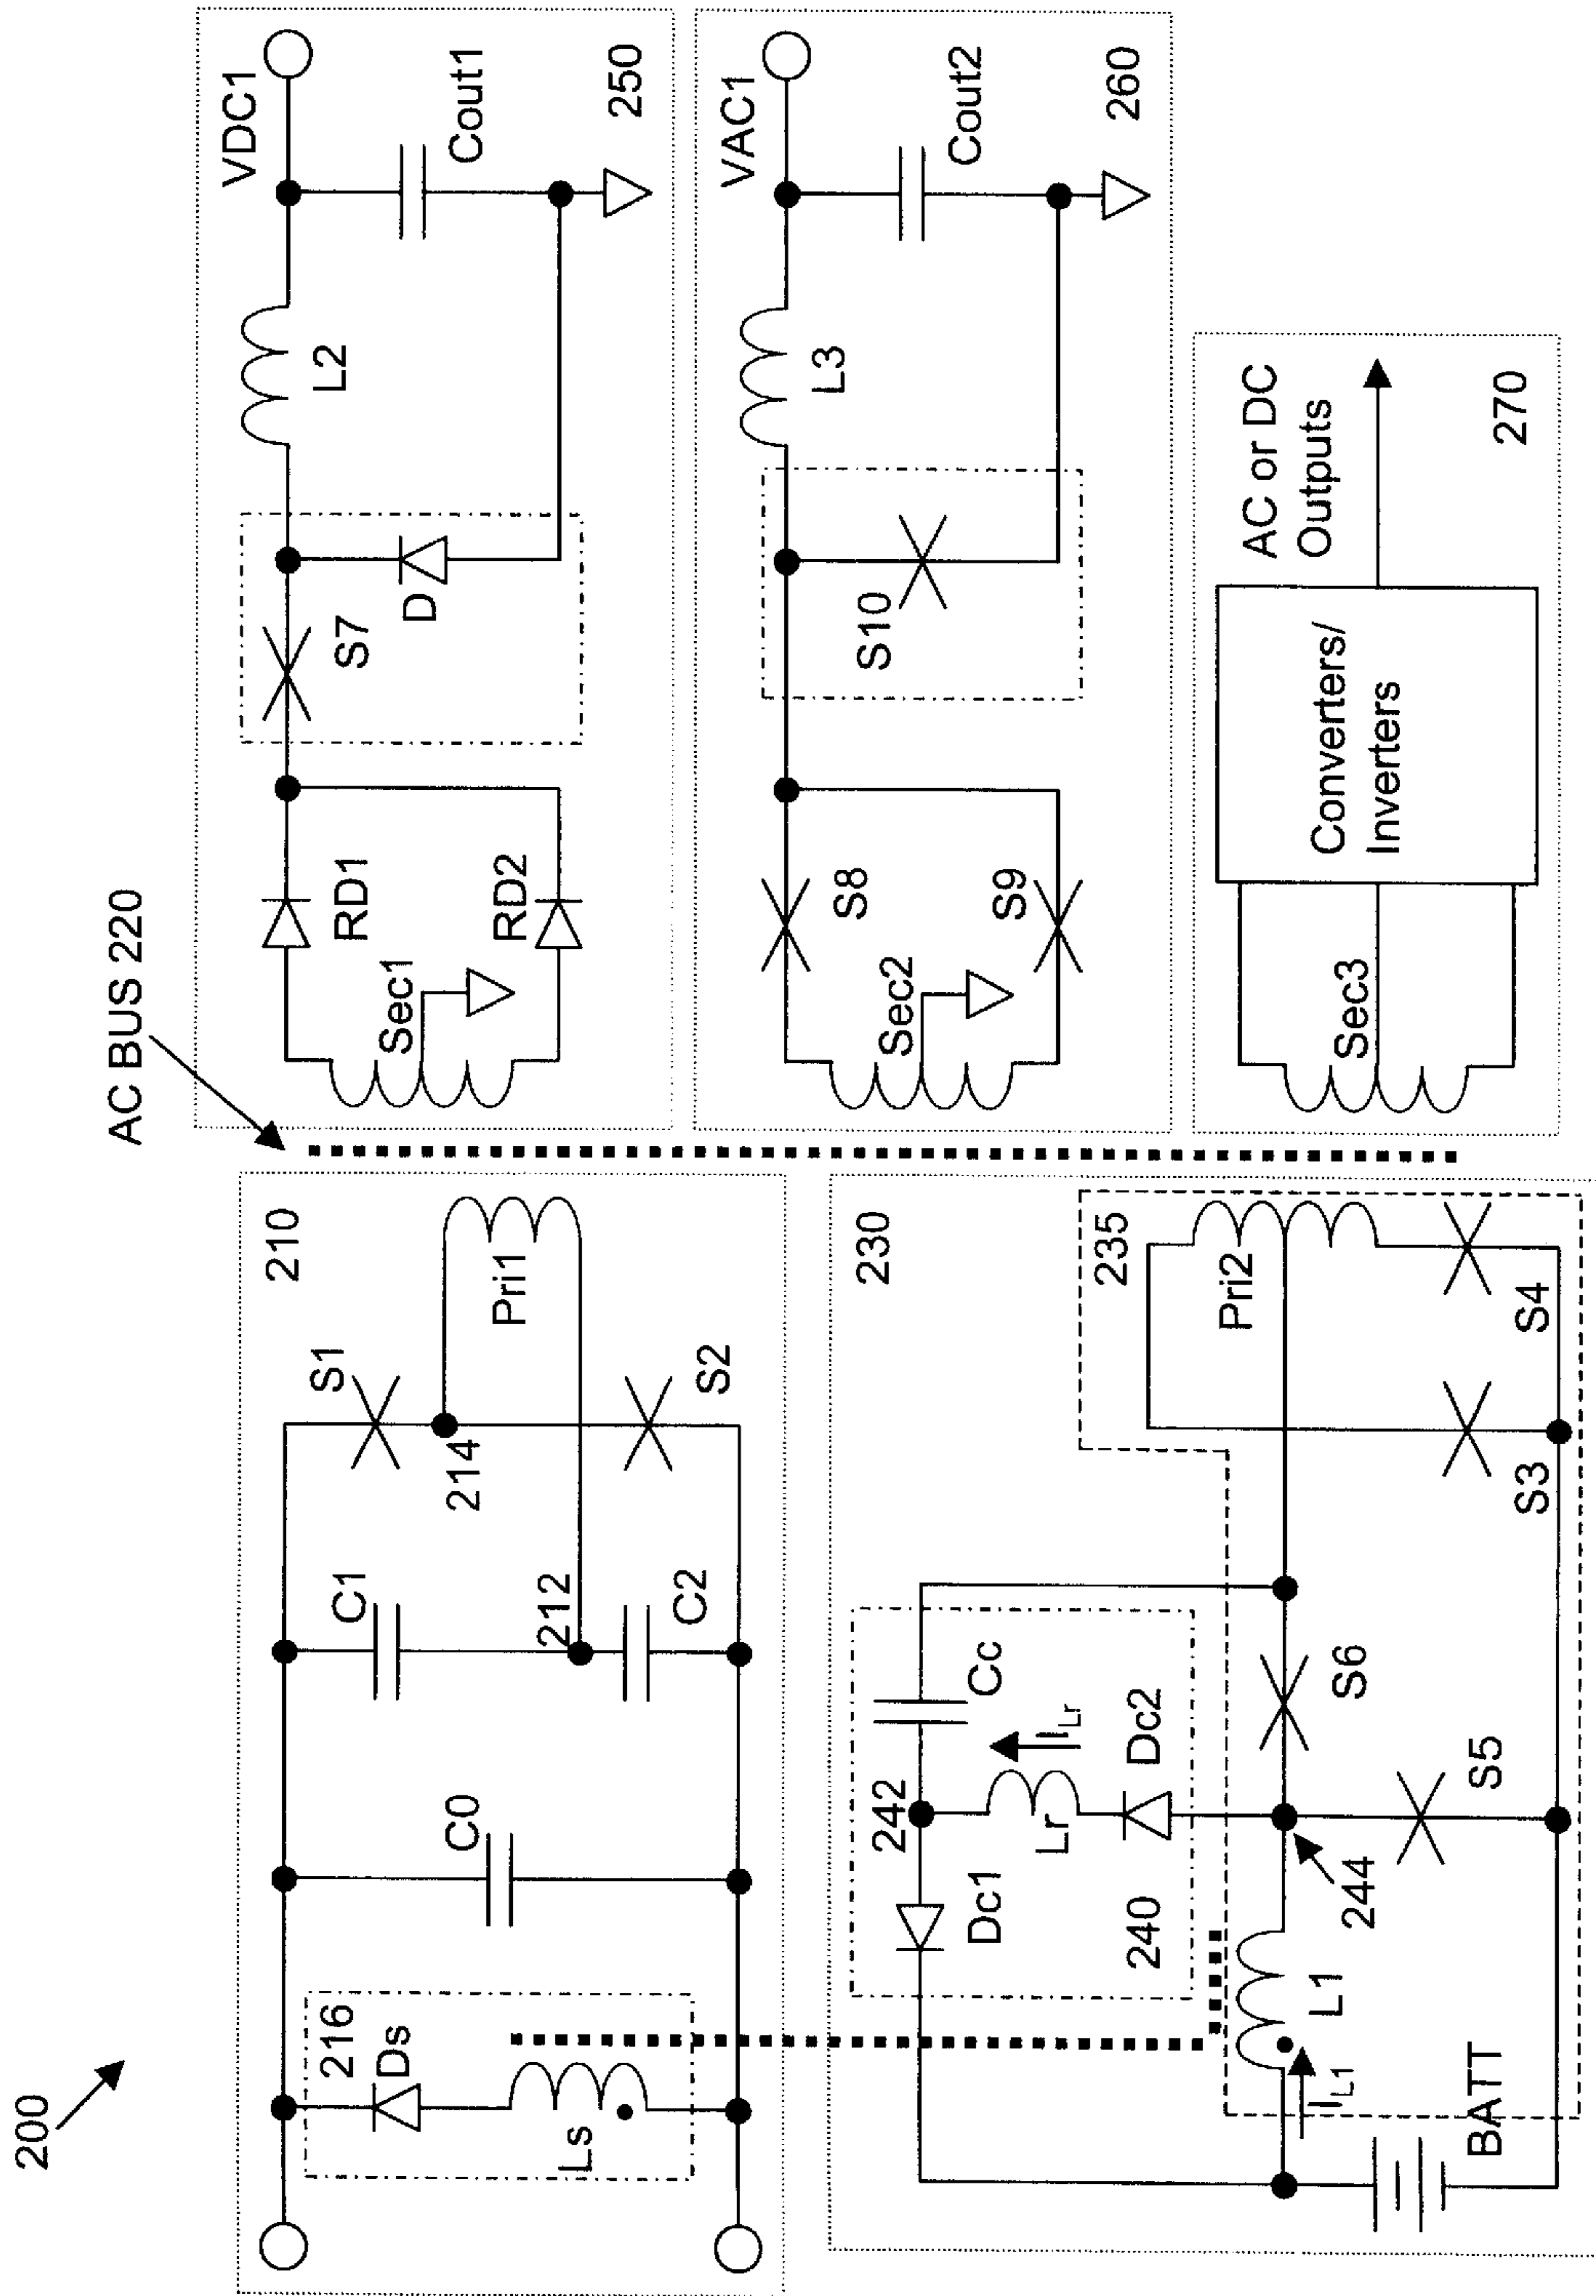 200
AC BUS 220
210
216
Ds
Ls
C0
C1
C2
212
214
S1
S2
Pri1
230
235
Pri2
240
242
244
Dc1
Dc2
Lr
ILr
Cc
L1
IL1
BATT
S5
S6
S3
S4
250
Sec1
RD1
RD2
S7
D
L2
VDC1
Cout1
260
Sec2
S8
S9
S10
L3
VAC1
Cout2
270
Sec3
Converters/
Inverters
AC or DC
Outputs